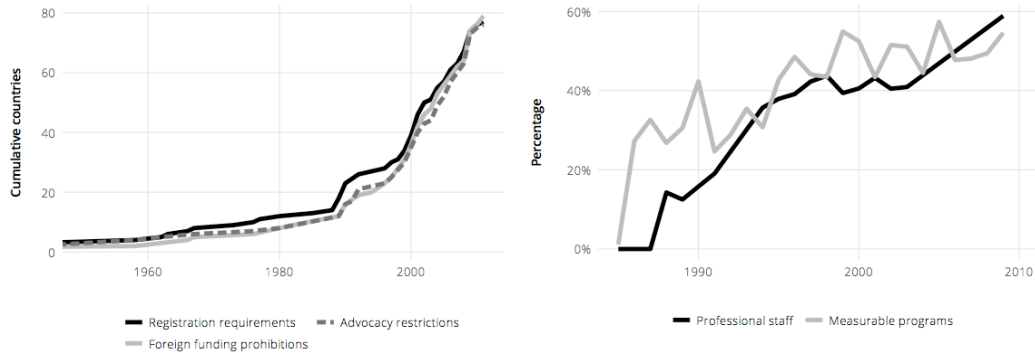 80
60
40
20
0
Cumulative countries
1960 1980 2000
Registration requirements Advocacy restrictions
Foreign funding prohibitions
60%
40%
20%
0%
Percentage
1990 2000 2010
Professional staff Measurable programs